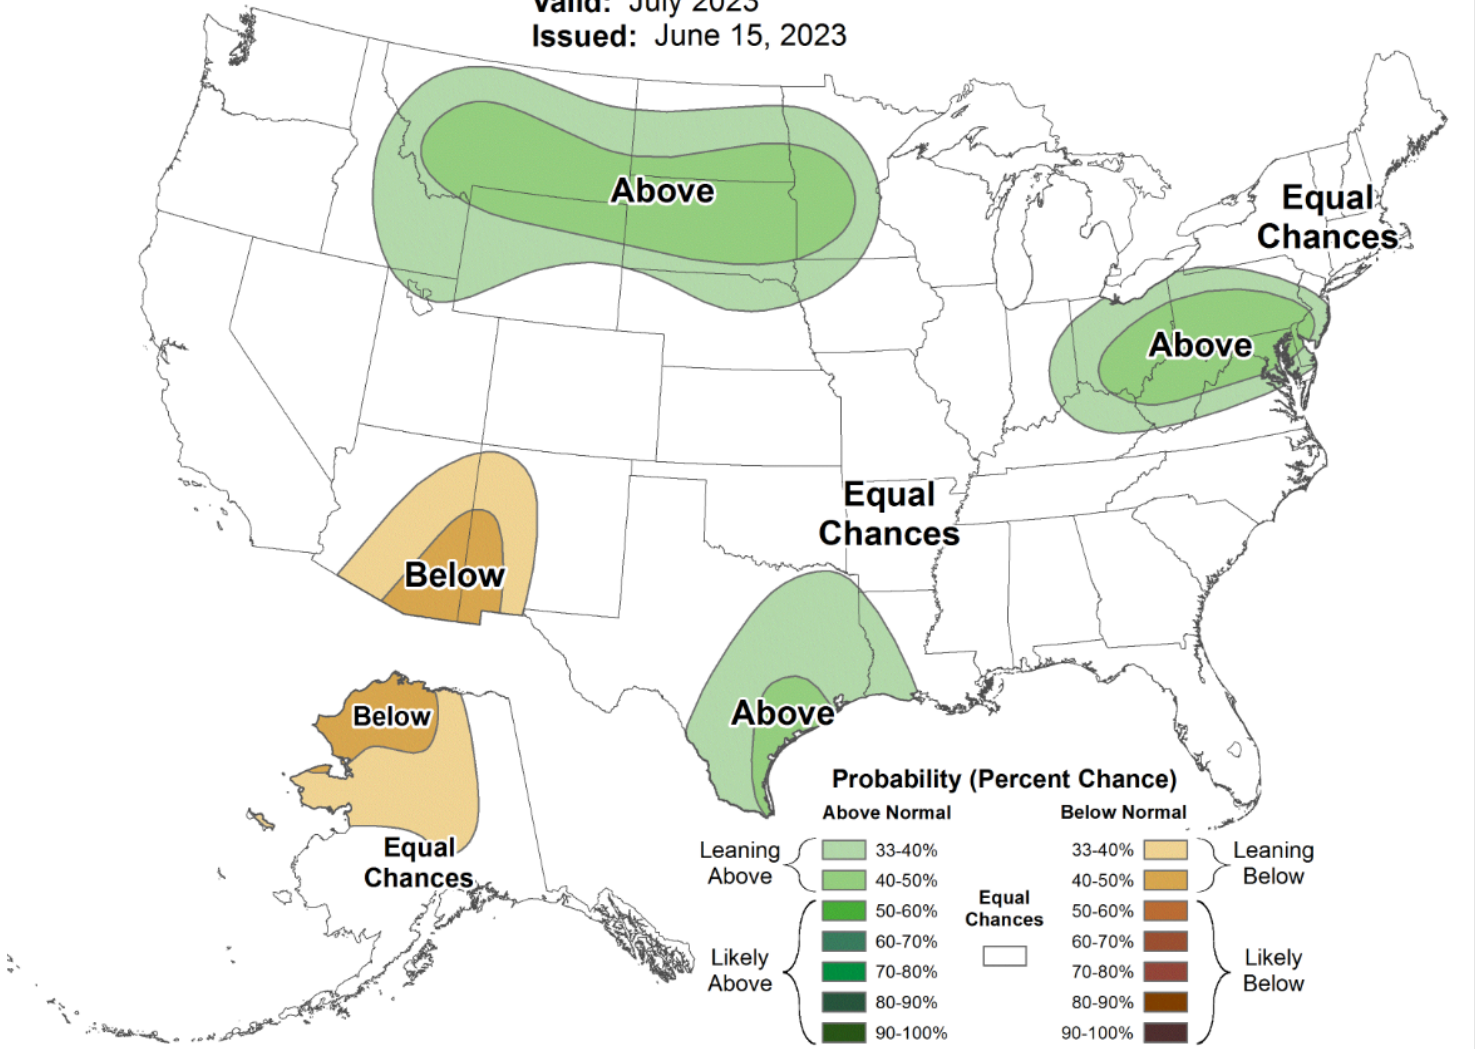 Valid: July 2023
Issued: June 15, 2023
Above
Equal
Chances
Above
Equal
Chances
Below
Above
Below
Equal
Chances
Probability (Percent Chance)
Above Normal
Below Normal
Leaning
Above
33-40%
40-50%
Likely
Above
50-60%
60-70%
70-80%
80-90%
90-100%
Equal
Chances
33-40%
40-50%
Leaning
Below
50-60%
60-70%
70-80%
80-90%
90-100%
Likely
Below